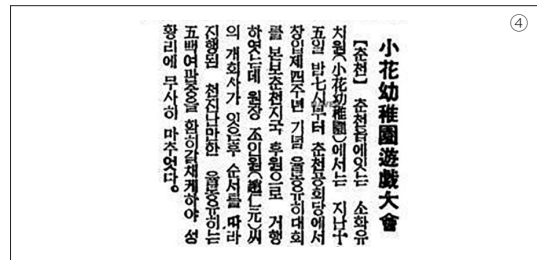 ④
小花幼稚園遊戲大會
【춘천】 춘천읍에잇는 소화유
치원(小花幼稚園)에서는 지난十
五일 밤七시부터 춘천공회당에서
창입제四주년 기념 음악유희대회
를 본보춘천지국 후원으로 거행
하엿는데 원장 조인원(趙仁元)씨
의 개회사가 잇은후 순서를 따라
진행된 천진난만한 유희는
五백여관중을 환히 하야 성
황리에 무사히 마추엇다。